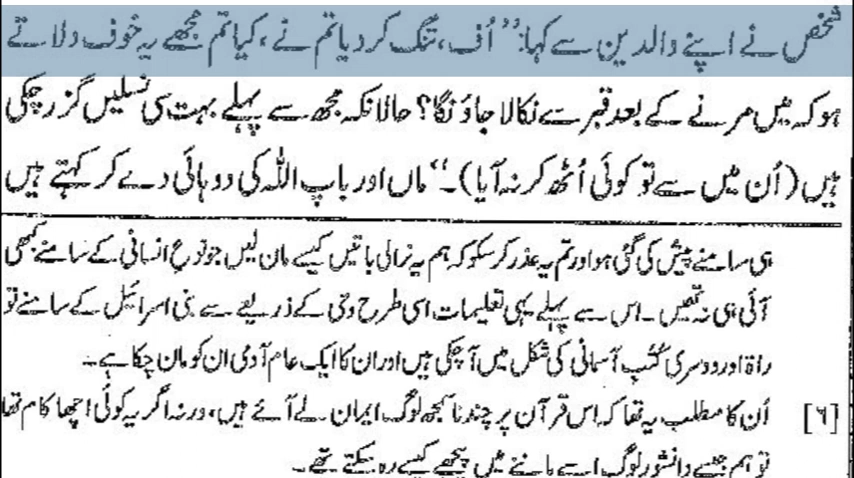 شخص نے اپنے والدین سے کہا: ’’اُف، تنگ کر دیا تم نے، کیا تم مجھے یہ خوف دلاتے
ہو کہ میں مرنے کے بعد قبر سے نکالا جاؤنگا؟ حالانکہ مجھ سے پہلے بہت سی نسلیں گزر چکی
ہیں (اُن میں سے تو کوئی اُٹھ کر نہ آیا)۔‘‘ ماں اور باپ اللہ کی دوہائی دے کر کہتے ہیں
ہی سامنے پیش کی گئی ہو اور تم یہ عذر کر سکو کہ ہم یہ نرالی باتیں کیسے مان لیں جو نوعِ انسانی کے سامنے کبھی
آئی ہی نہ تھیں۔ اس سے پہلے یہی تعلیمات اسی طرح وحی کے ذریعے سے بنی اسرائیل کے سامنے تو
راۃ اور دوسری کتبِ آسمانی کی شکل میں آچکی ہیں اور ان کا ایک عام آدمی ان کو مان چکا ہے۔
[۶] اُن کا مطلب یہ تھا کہ اس قرآن پر چند نا سمجھ لوگ ایمان لے آئے ہیں، ورنہ اگر یہ کوئی اچھا کام تھا
تو ہم جیسے دانشور لوگ اسے ماننے میں پیچھے کیسے رہ سکتے تھے۔